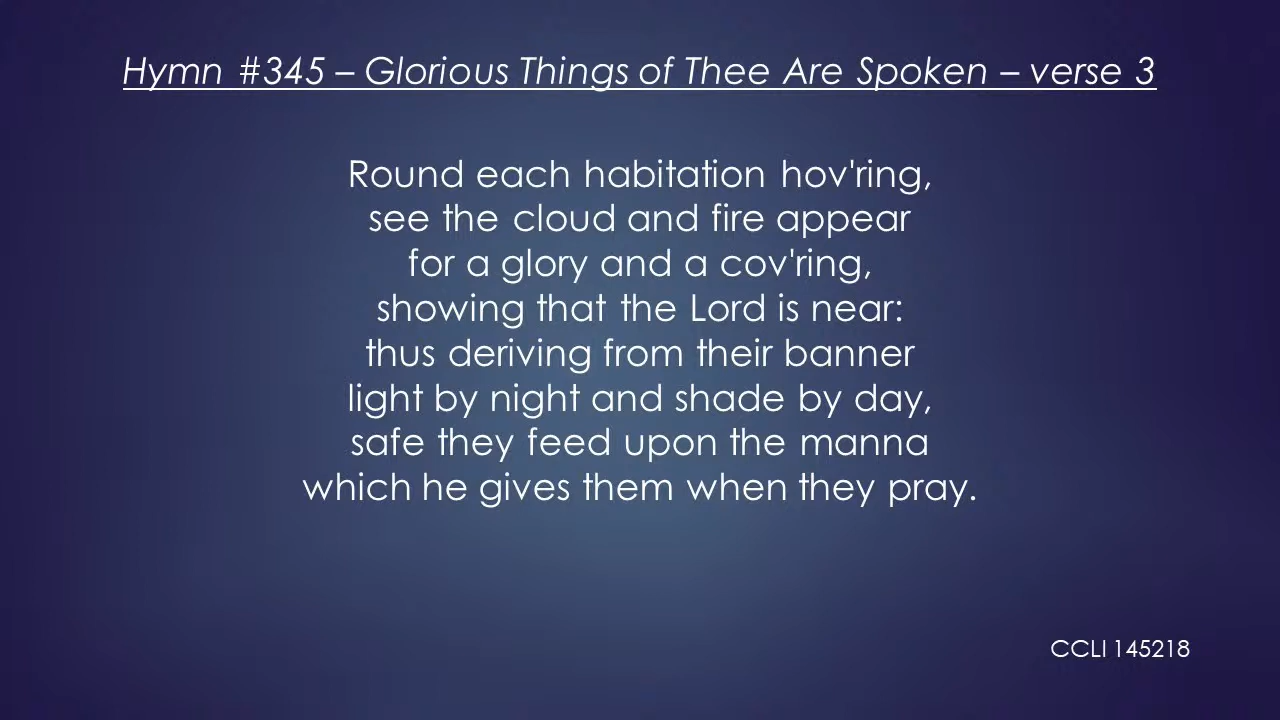 Hymn #345 – Glorious Things of Thee Are Spoken – verse 3
Round each habitation hov'ring,
see the cloud and fire appear
for a glory and a cov'ring,
showing that the Lord is near:
thus deriving from their banner
light by night and shade by day,
safe they feed upon the manna
which he gives them when they pray.
CCLI 145218